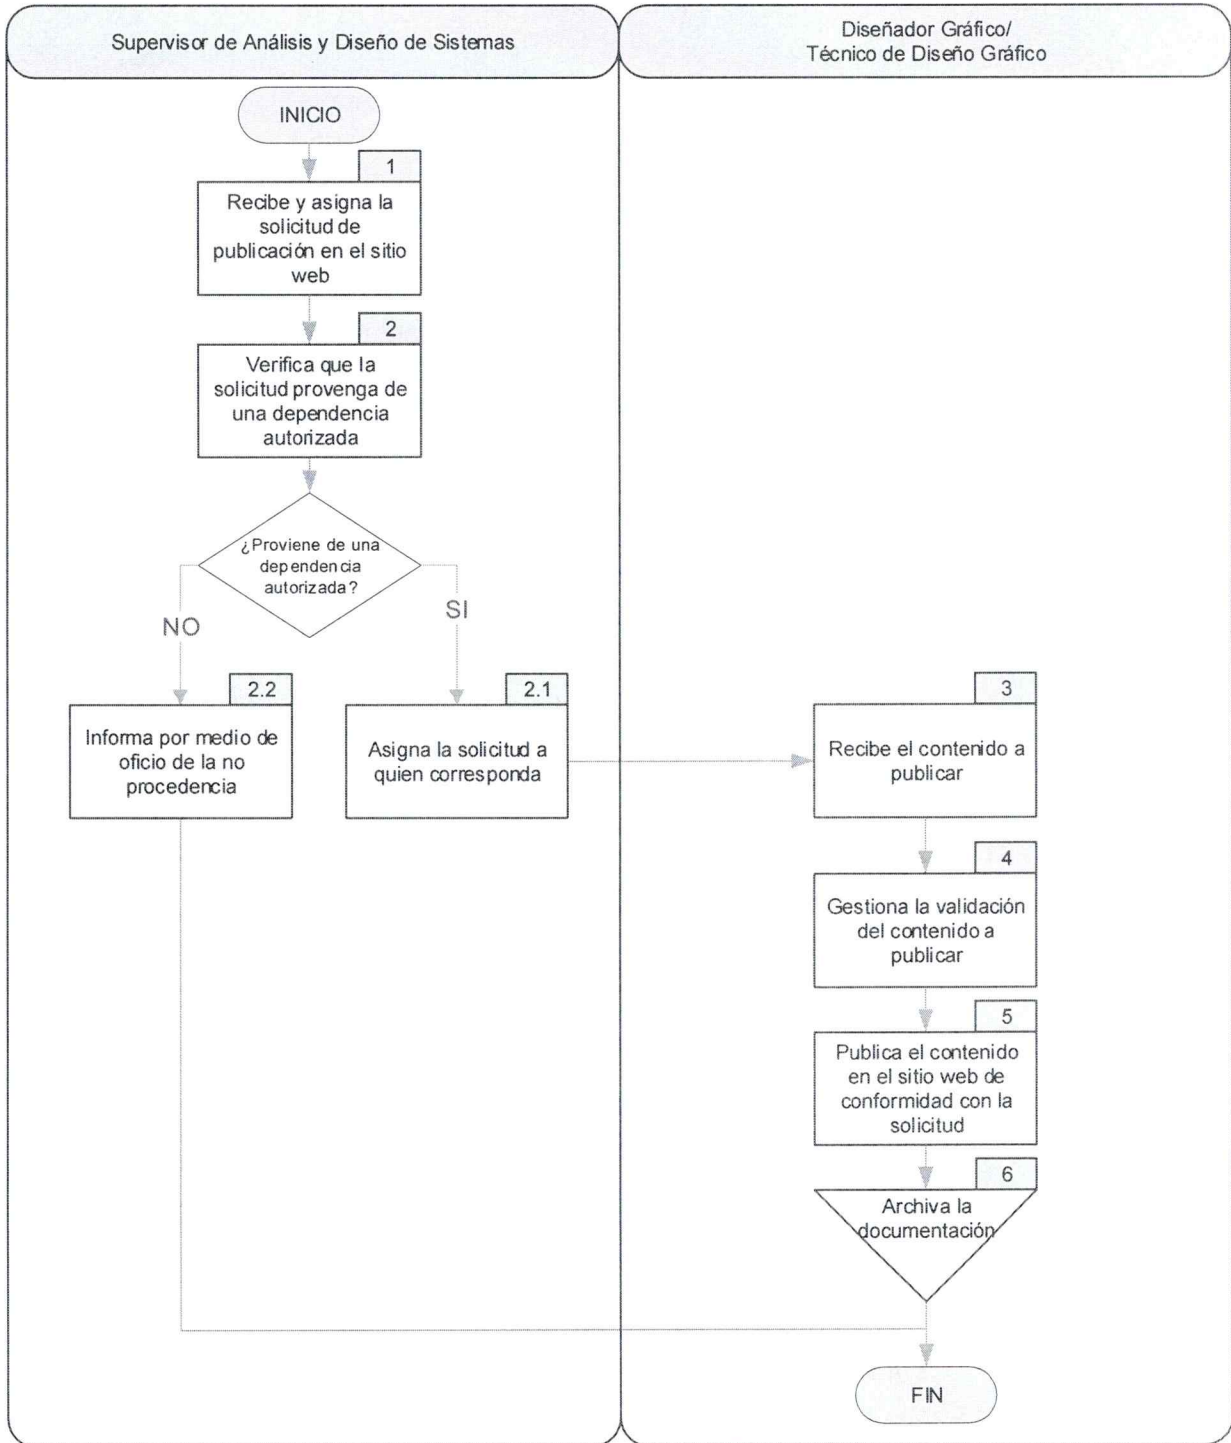 Supervisor de Análisis y Diseño de Sistemas
Diseñador Gráfico/
Técnico de Diseño Gráfico
INICIO
1
Recibe y asigna la
solicitud de
publicación en el sitio
web
2
Verifica que la
solicitud provenga de
una dependencia
autorizada
¿Proviene de una
dependencia
autorizada?
NO
SI
2.2
Informa por medio de
oficio de la no
procedencia
2.1
Asigna la solicitud a
quien corresponda
3
Recibe el contenido a
publicar
4
Gestiona la validación
del contenido a
publicar
5
Publica el contenido
en el sitio web de
conformidad con la
solicitud
6
Archiva la
documentación
FIN